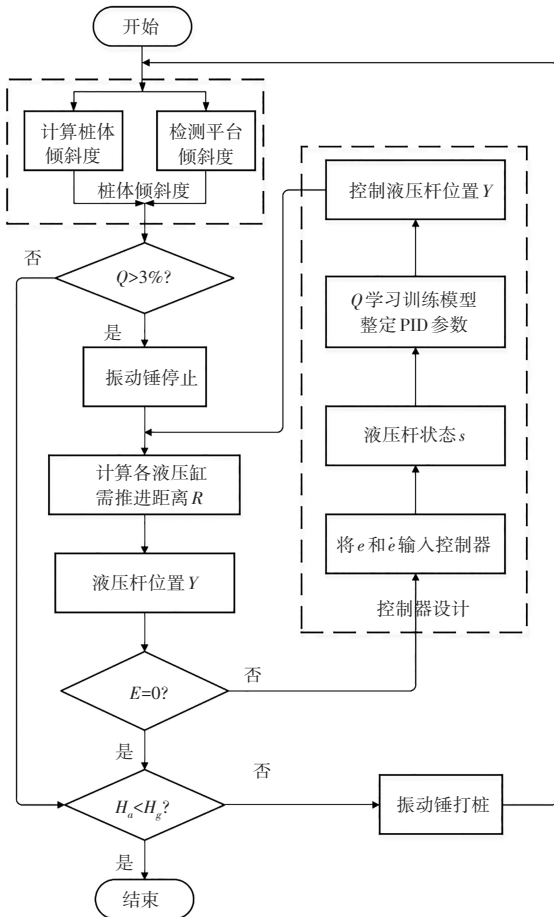 开始
计算桩体
倾斜度
检测平台
倾斜度
桩体倾斜度
否
Q>3%?
是
振动锤停止
计算各液压缸
需推进距离R
液压杆位置Y
E=0?
否
是
H_a<H_g?
否
是
结束
振动锤打桩
控制液压杆位置Y
Q学习训练模型
整定PID参数
液压杆状态s
将e和ė输入控制器
控制器设计